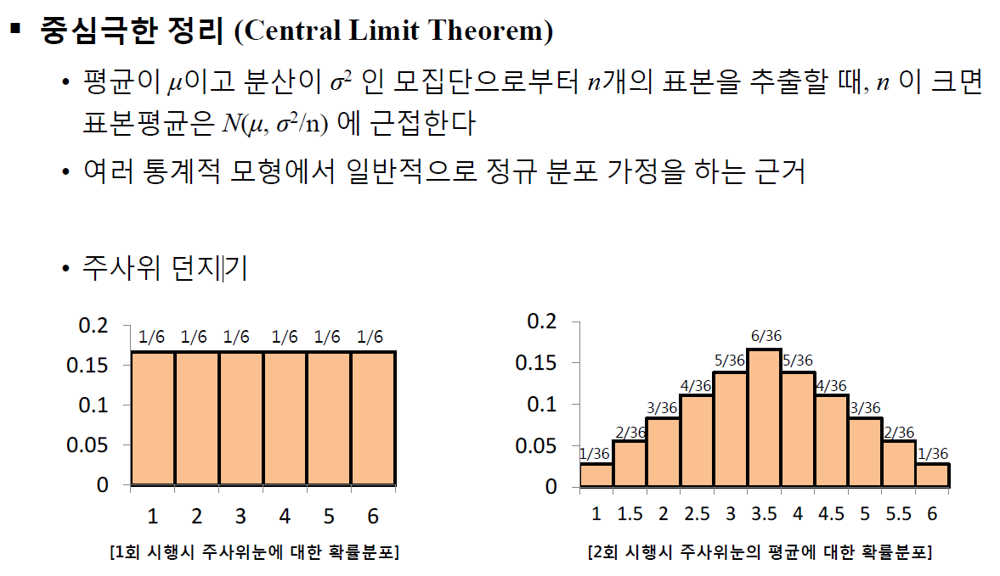 ▪ 중심극한 정리 (Central Limit Theorem)
• 평균이 μ이고 분산이 σ² 인 모집단으로부터 n개의 표본을 추출할 때, n 이 크면
표본평균은 N(μ, σ²/n) 에 근접한다
• 여러 통계적 모형에서 일반적으로 정규 분포 가정을 하는 근거
• 주사위 던지기
0.2
0.15
0.1
0.05
0
1/6 1/6 1/6 1/6 1/6 1/6
1 2 3 4 5 6
[1회 시행시 주사위눈에 대한 확률분포]
0.2
0.15
0.1
0.05
0
1/36 2/36 3/36 4/36 5/36 6/36 5/36 4/36 3/36 2/36 1/36
1 1.5 2 2.5 3 3.5 4 4.5 5 5.5 6
[2회 시행시 주사위눈의 평균에 대한 확률분포]